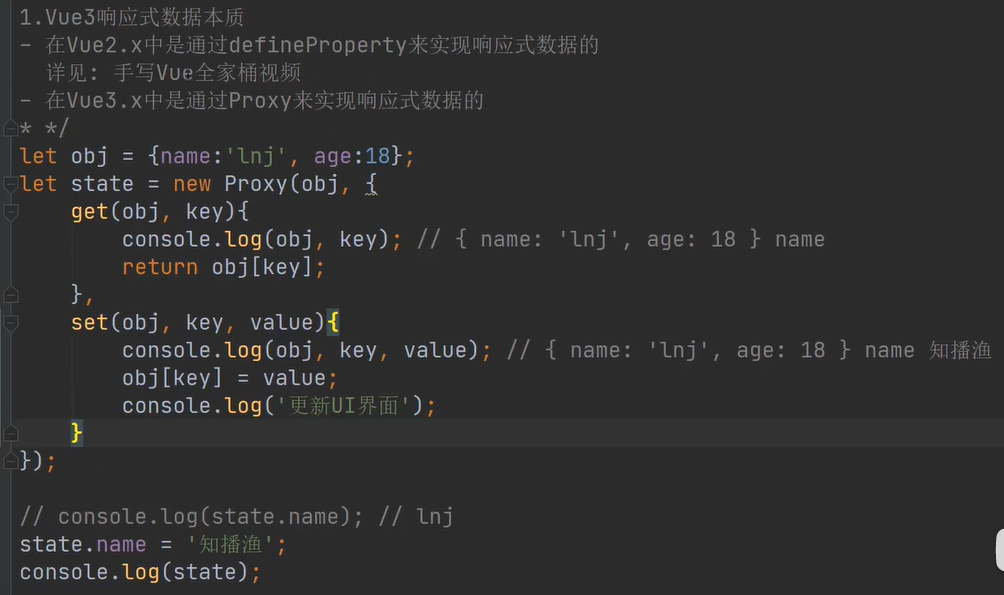 1.Vue3响应式数据本质
- 在Vue2.x中是通过defineProperty来实现响应式数据的
详见: 手写Vue全家桶视频
- 在Vue3.x中是通过Proxy来实现响应式数据的
* */
let obj = {name:'lnj', age:18};
let state = new Proxy(obj, {
get(obj, key){
console.log(obj, key); // { name: 'lnj', age: 18 } name
return obj[key];
},
set(obj, key, value){
console.log(obj, key, value); // { name: 'lnj', age: 18 } name 知播渔
obj[key] = value;
console.log('更新UI界面');
}
});
// console.log(state.name); // lnj
state.name = '知播渔';
console.log(state);